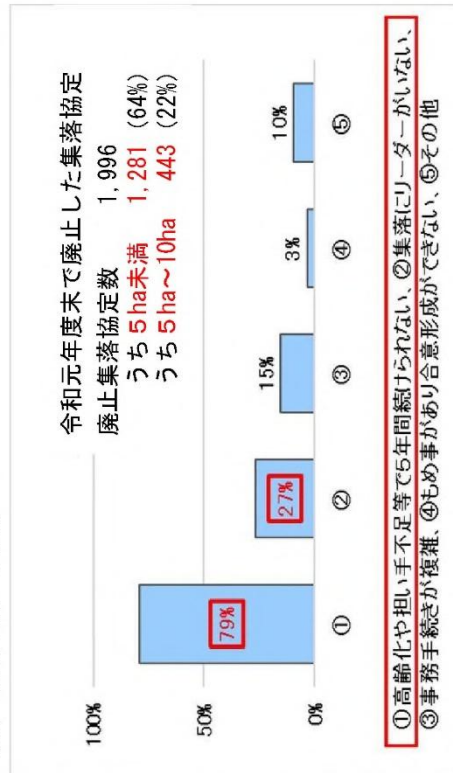 令和元年度末で廃止した集落協定
廃止集落協定数 1,996
うち5ha未満 1,281 (64%)
うち5ha～10ha 443 (22%)
100%
50%
0%
79%
27%
15%
3%
10%
① ② ③ ④ ⑤
①高齢化や担い手不足等で5年間続けられない、②集落にリーダーがいない、
③事務手続きが複雑、④もめ事があり合意形成ができない、⑤その他